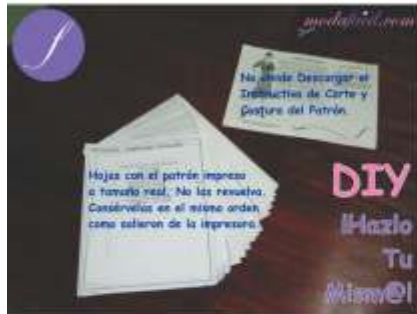 modafacil.com
No olvide Descargar el
Instructivo de Corte y
Costura del Patrón.
Hojas con el patrón impreso
a tamaño real, No las revuelva.
Consérvelas en el mismo orden
como salieron de la impresora.
DIY
¡Hazlo
Tu
Mism@!